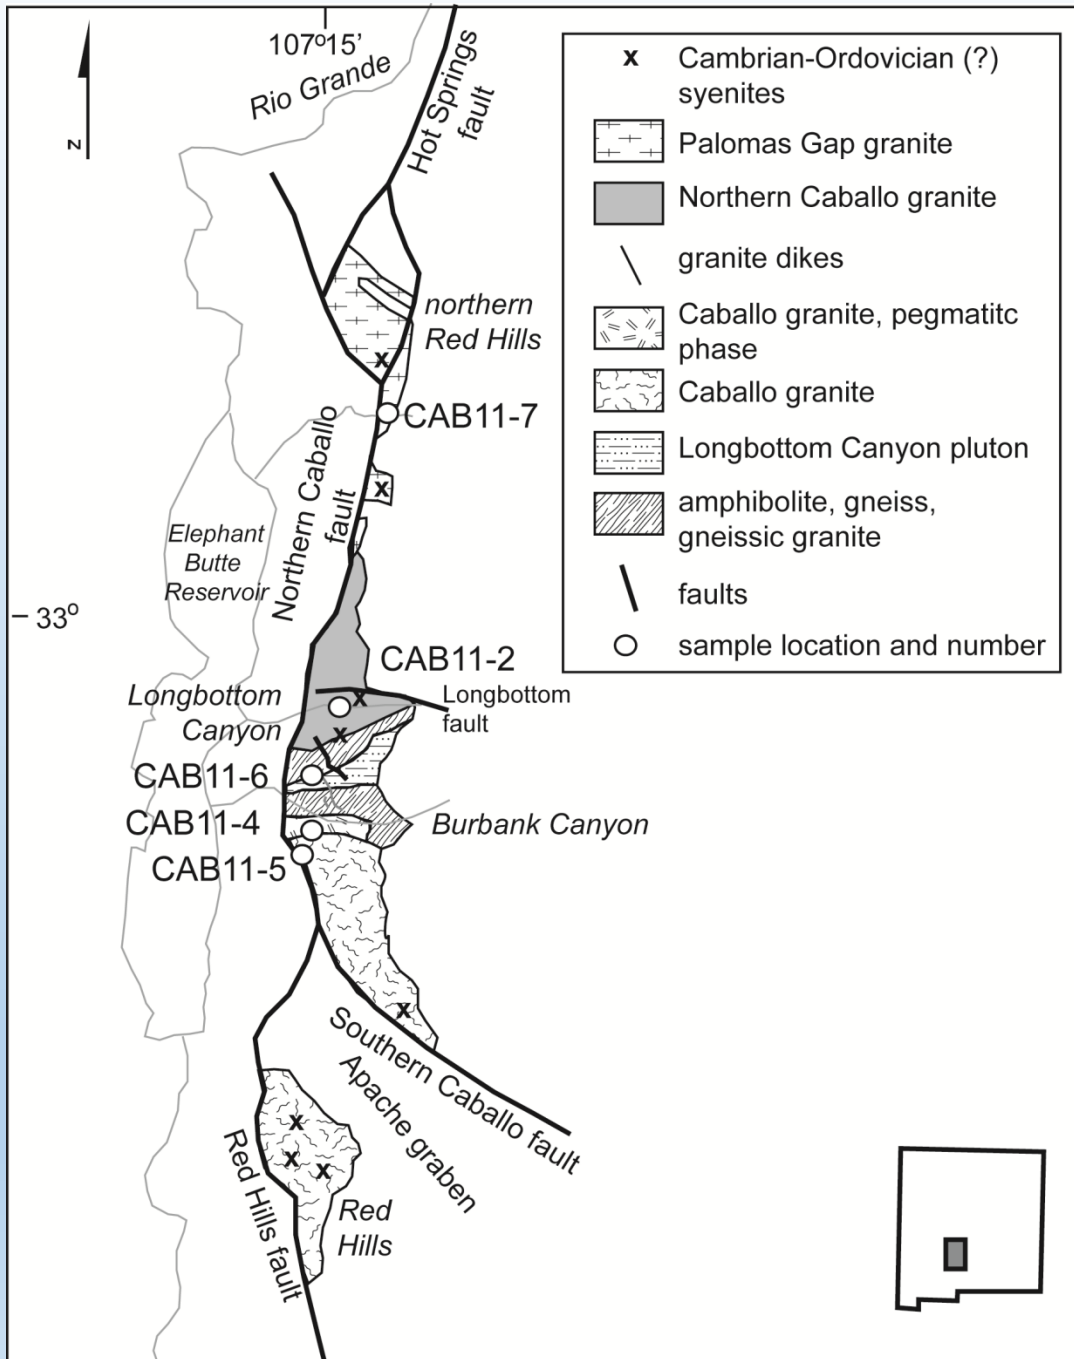 107º15’
Rio Grande
Hot Springs
fault
z
x
Cambrian-Ordovician (?)
syenites
Palomas Gap granite
Northern Caballo granite
granite dikes
Caballo granite, pegmatitc
phase
Caballo granite
Longbottom Canyon pluton
amphibolite, gneiss,
gneissic granite
faults
sample location and number
northern
Red Hills
x
CAB11-7
Northern Caballo
fault
x
Elephant
Butte
Reservoir
33º
CAB11-2
Longbottom
Canyon
x
Longbottom
fault
x
CAB11-6
CAB11-4
Burbank Canyon
CAB11-5
x
Southern Caballo fault
Apache graben
x
x
x
Red Hills fault
Red
Hills